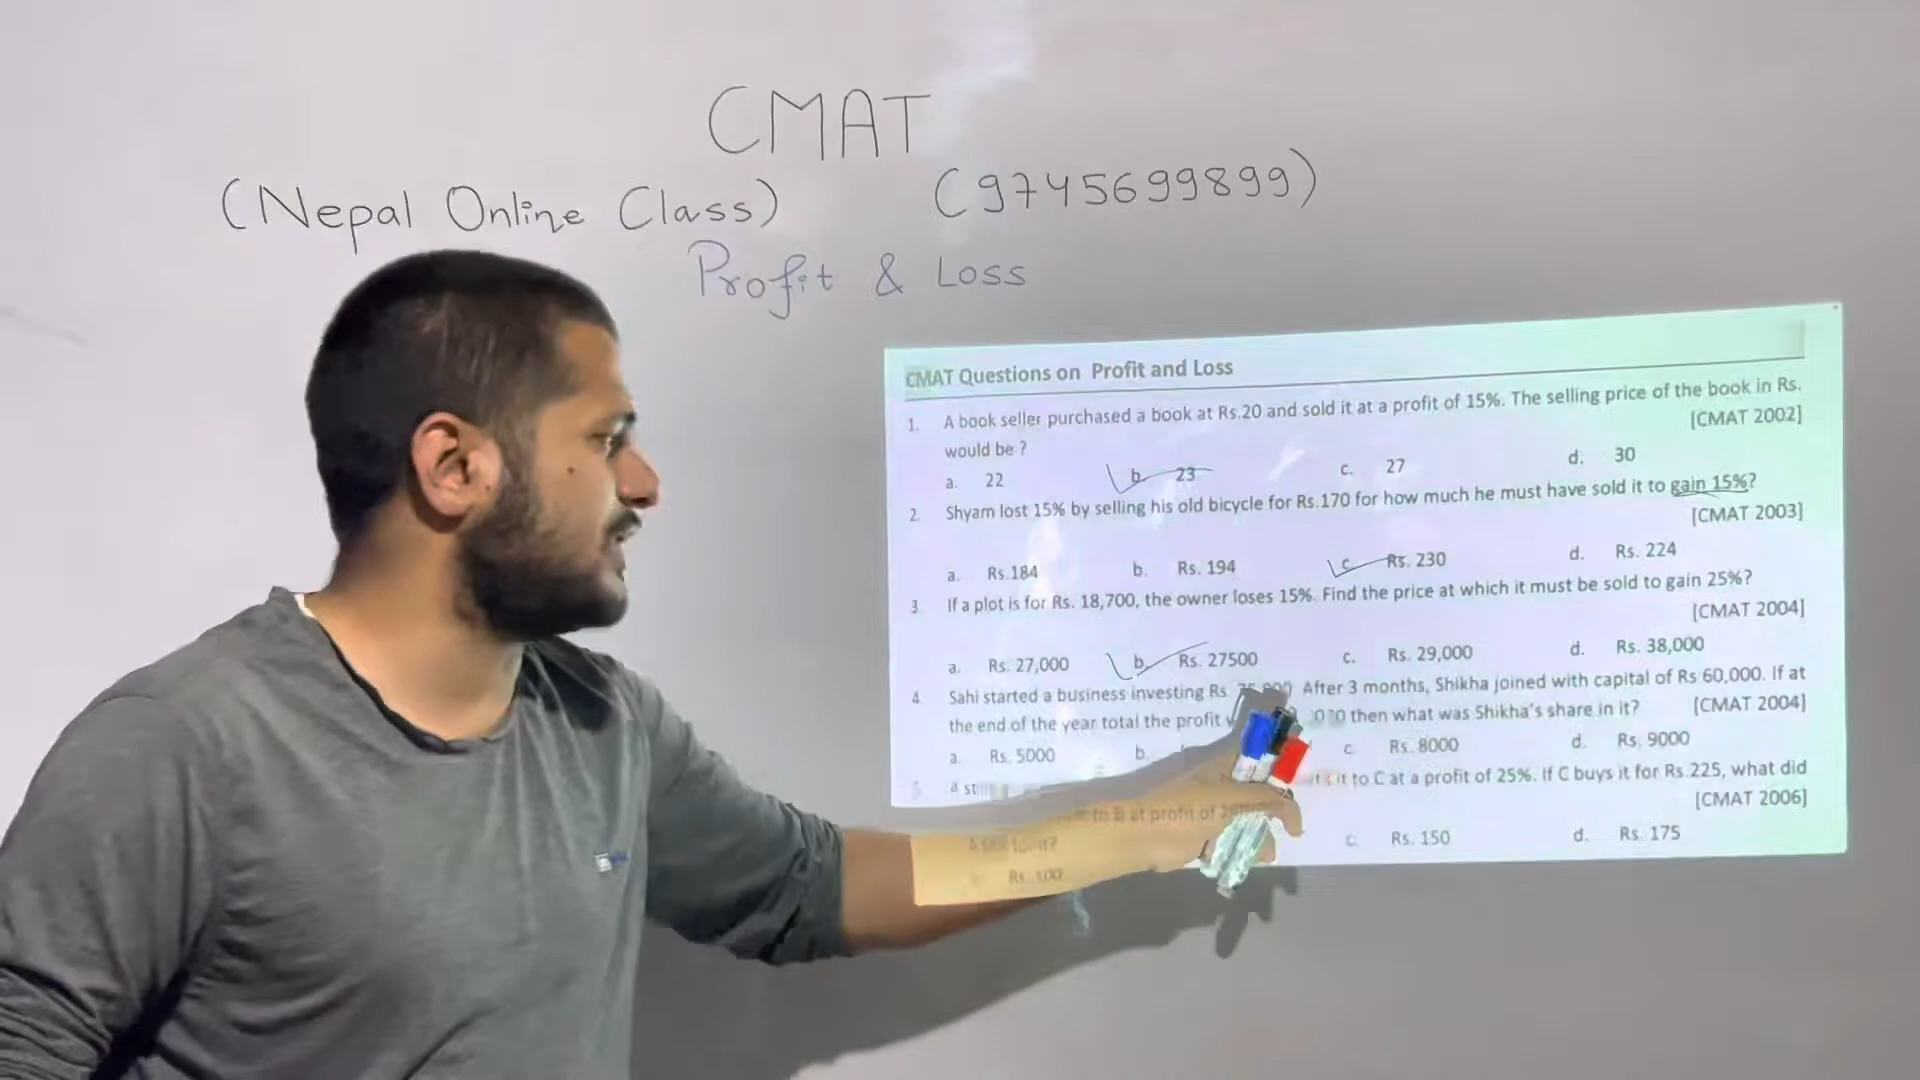 CMAT
(Nepal Online Class) (9745699899)
Profit & Loss
CMAT Questions on Profit and Loss
1. A book seller purchased a book at Rs.20 and sold it at a profit of 15%. The selling price of the book in Rs.
would be ? [CMAT 2002]
a. 22 b. 23 c. 27 d. 30
2. Shyam lost 15% by selling his old bicycle for Rs.170 for how much he must have sold it to gain 15%?
[CMAT 2003]
a. Rs.184 b. Rs. 194 c. Rs. 230 d. Rs. 224
3. If a plot is for Rs. 18,700, the owner loses 15%. Find the price at which it must be sold to gain 25%?
[CMAT 2004]
a. Rs. 27,000 b. Rs. 27500 c. Rs. 29,000 d. Rs. 38,000
4. Sahi started a business investing Rs After 3 months, Shikha joined with capital of Rs 60,000. If at
the end of the year total the profit then what was Shikha's share in it? [CMAT 2004]
a. Rs. 5000 b. c. Rs. 8000 d. Rs. 9000
it to C at a profit of 25%. If C buys it for Rs.225, what did
to B at profit of [CMAT 2006]
Rs. 100 c. Rs. 150 d. Rs. 175